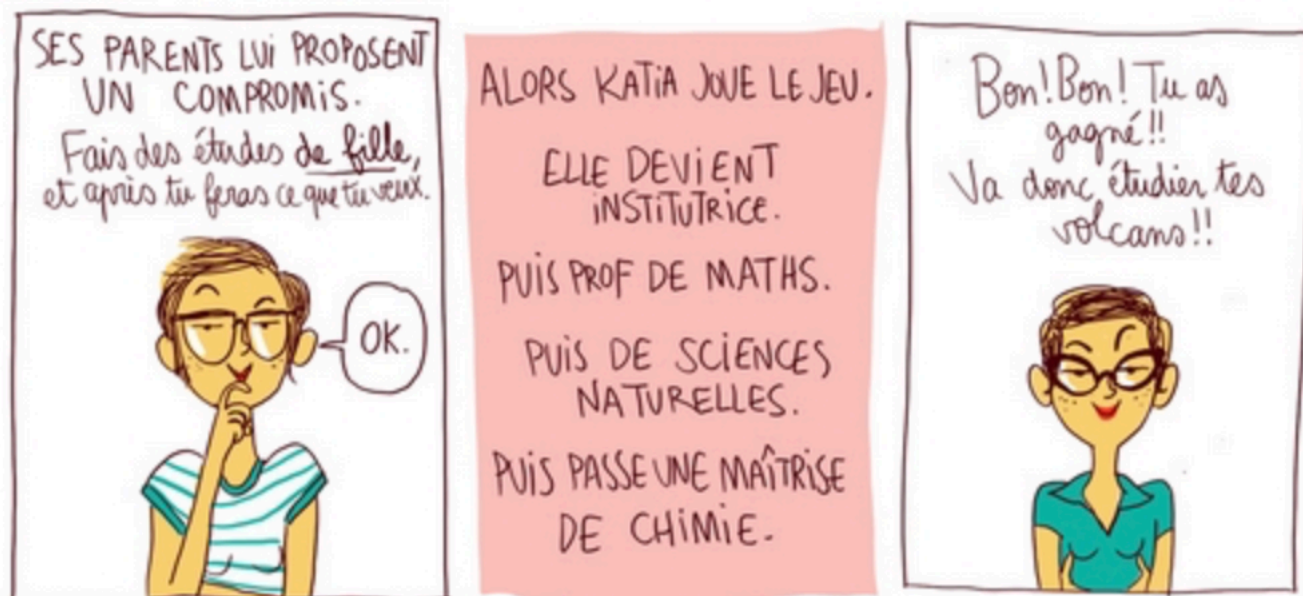 SES PARENTS LUI PROPOSENT
UN COMPROMIS.
Fais des études de fille,
et après tu feras ce que tu veux.
OK.
ALORS KATIA JOUE LE JEU.
ELLE DEVIENT
INSTITUTRICE.
PUIS PROF DE MATHS.
PUIS DE SCIENCES
NATURELLES.
PUIS PASSE UNE MAÎTRISE
DE CHIMIE.
Bon! Bon! Tu as
gagné!!
Va donc étudier tes
volcans!!